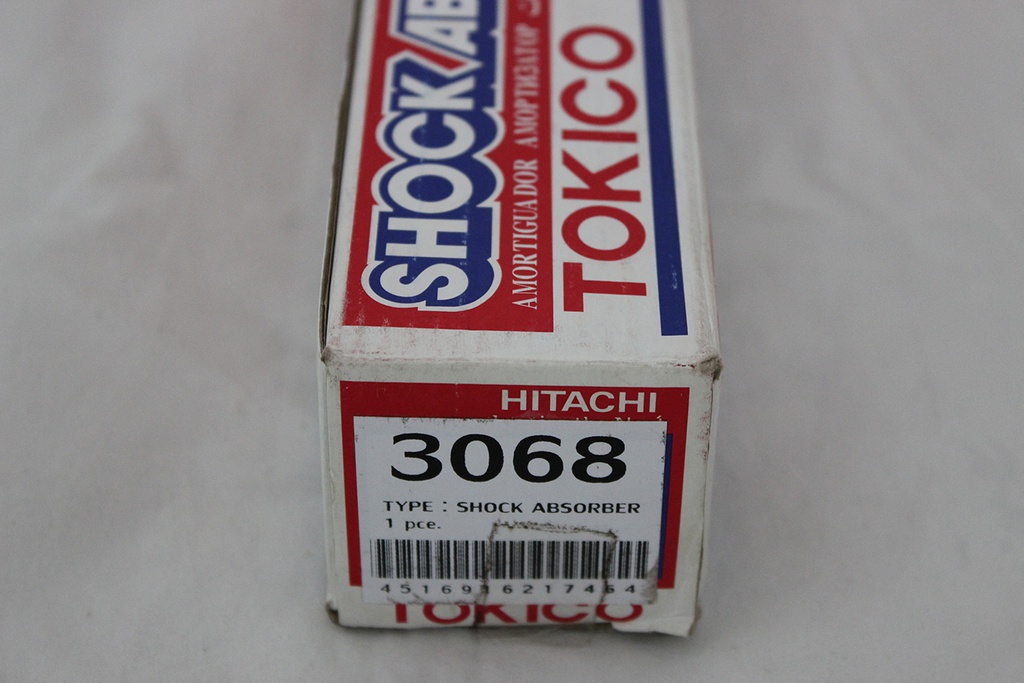 SHOCK/AB
AMORTIGUADOR АМОРТИЗАТОР
TOKICO
HITACHI
3068
TYPE : SHOCK ABSORBER
1 pce.
TOKICO